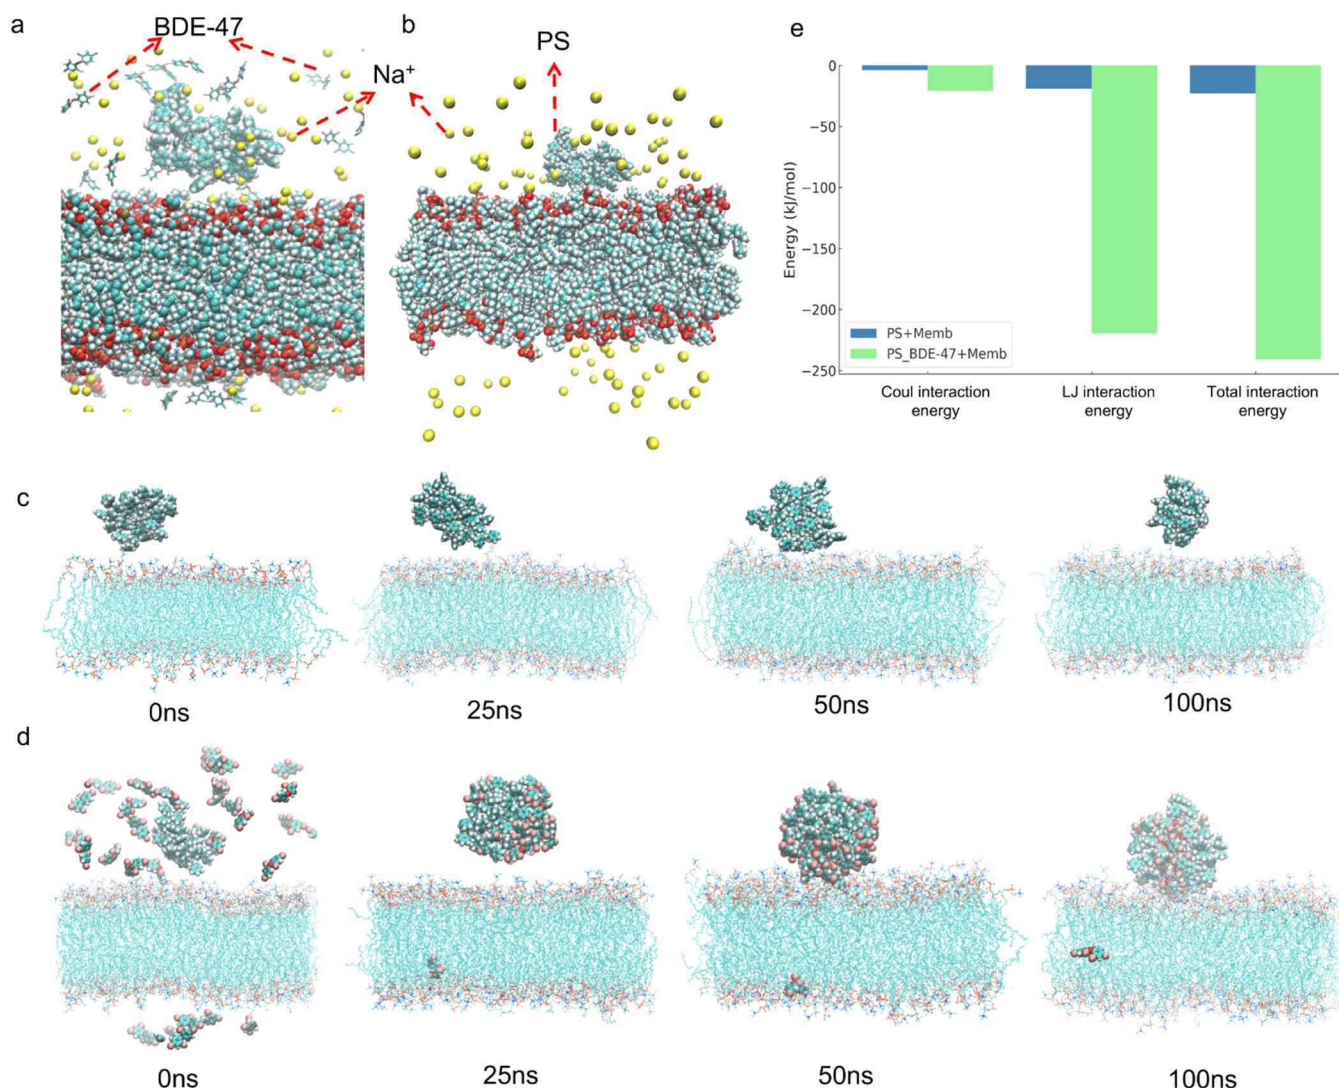 a
BDE-47
b
PS
Na⁺
e
0
−50
−100
−150
−200
−250
Energy (kJ/mol)
PS+Memb
PS_BDE-47+Memb
Coul interaction
energy
LJ interaction
energy
Total interaction
energy
c
0ns
25ns
50ns
100ns
d
0ns
25ns
50ns
100ns